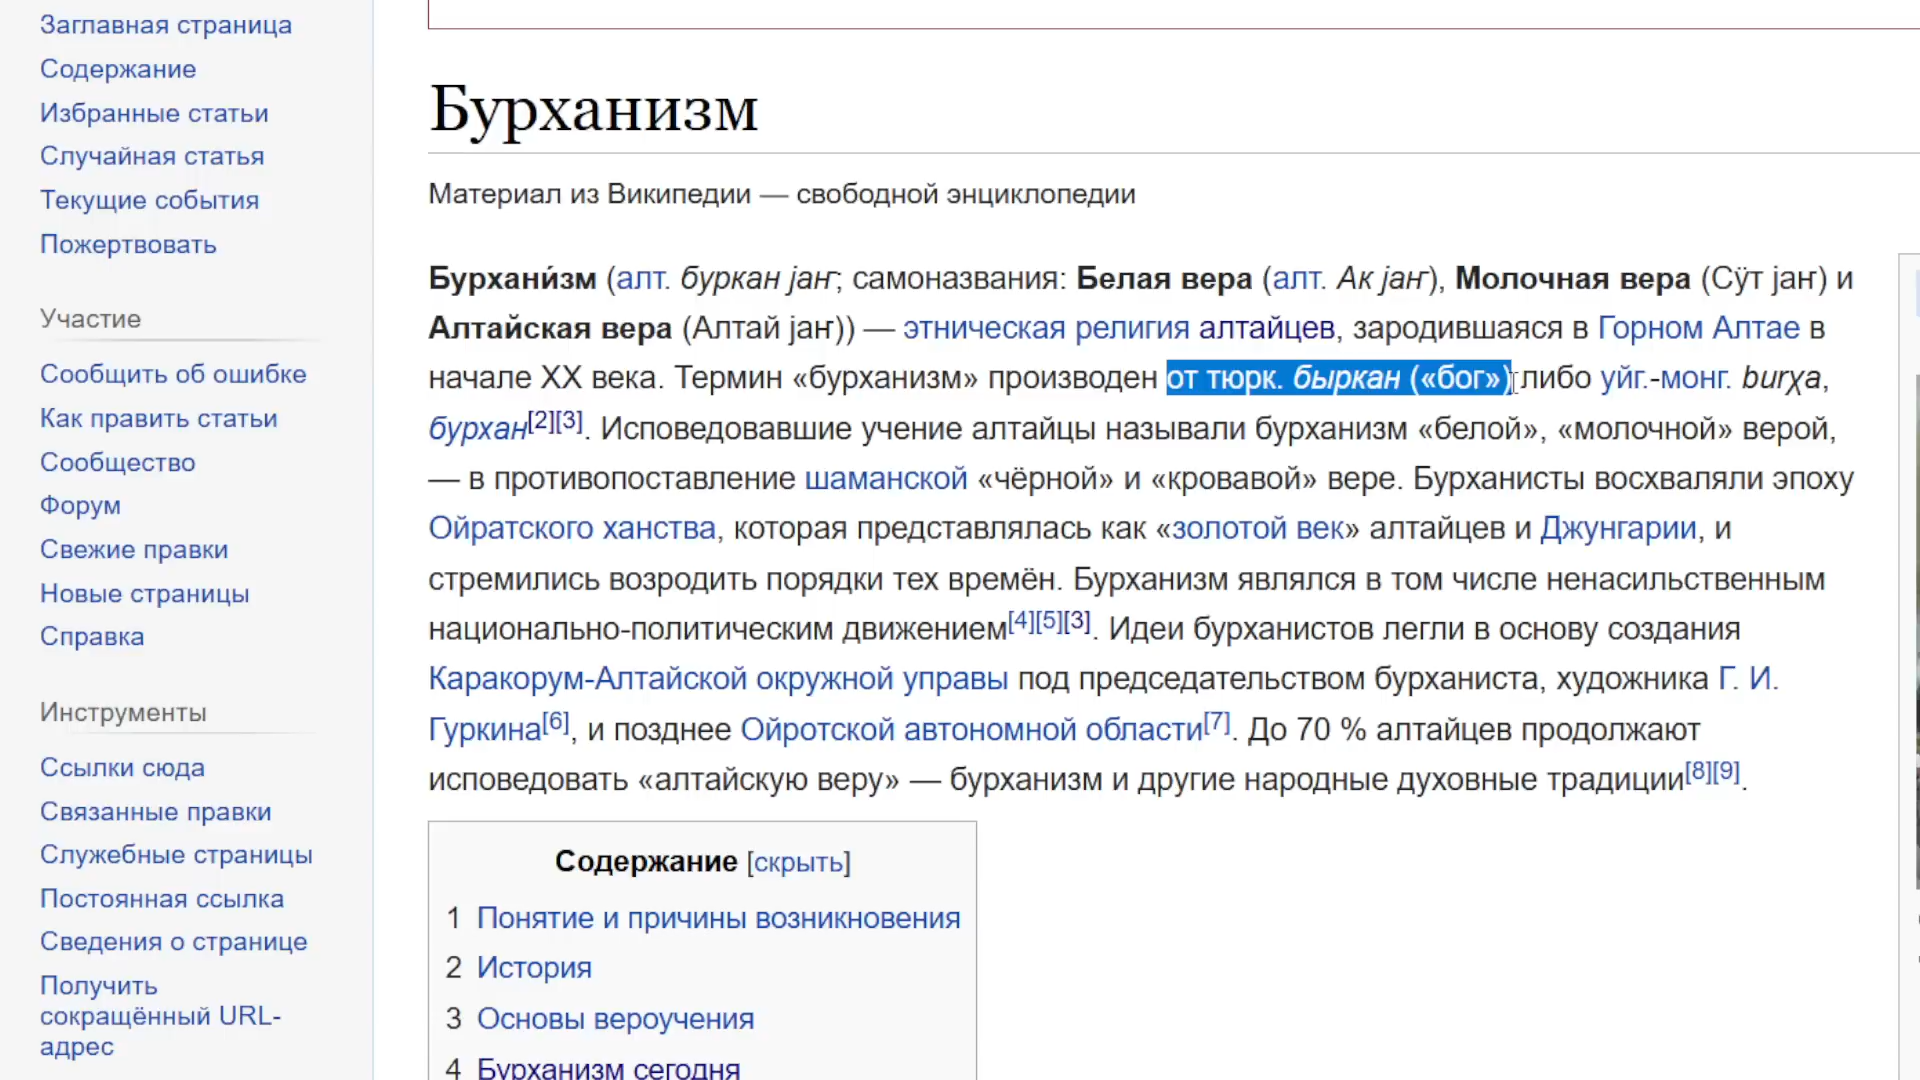 Заглавная страница
Содержание
Избранные статьи
Случайная статья
Текущие события
Пожертвовать
Участие
Сообщить об ошибке
Как править статьи
Сообщество
Форум
Свежие правки
Новые страницы
Справка
Инструменты
Ссылки сюда
Связанные правки
Служебные страницы
Постоянная ссылка
Сведения о странице
Получить
сокращённый URL-
адрес
Бурханизм
Материал из Википедии — свободной энциклопедии
Бурхани́зм (алт. буркан јаҥ; самоназвания: Белая вера (алт. Ак јаҥ), Молочная вера (Сӱт јаҥ) и
Алтайская вера (Алтай јаҥ)) — этническая религия алтайцев, зародившаяся в Горном Алтае в
начале XX века. Термин «бурханизм» производен от тюрк. быркан («бог») либо уйг.-монг. burχa,
бурхан[2][3]. Исповедовавшие учение алтайцы называли бурханизм «белой», «молочной» верой,
— в противопоставление шаманской «чёрной» и «кровавой» вере. Бурханисты восхваляли эпоху
Ойратского ханства, которая представлялась как «золотой век» алтайцев и Джунгарии, и
стремились возродить порядки тех времён. Бурханизм являлся в том числе ненасильственным
национально-политическим движением[4][5][3]. Идеи бурханистов легли в основу создания
Каракорум-Алтайской окружной управы под председательством бурханиста, художника Г. И.
Гуркина[6], и позднее Ойротской автономной области[7]. До 70 % алтайцев продолжают
исповедовать «алтайскую веру» — бурханизм и другие народные духовные традиции[8][9].
Содержание [скрыть]
1 Понятие и причины возникновения
2 История
3 Основы вероучения
4 Бурханизм сегодня